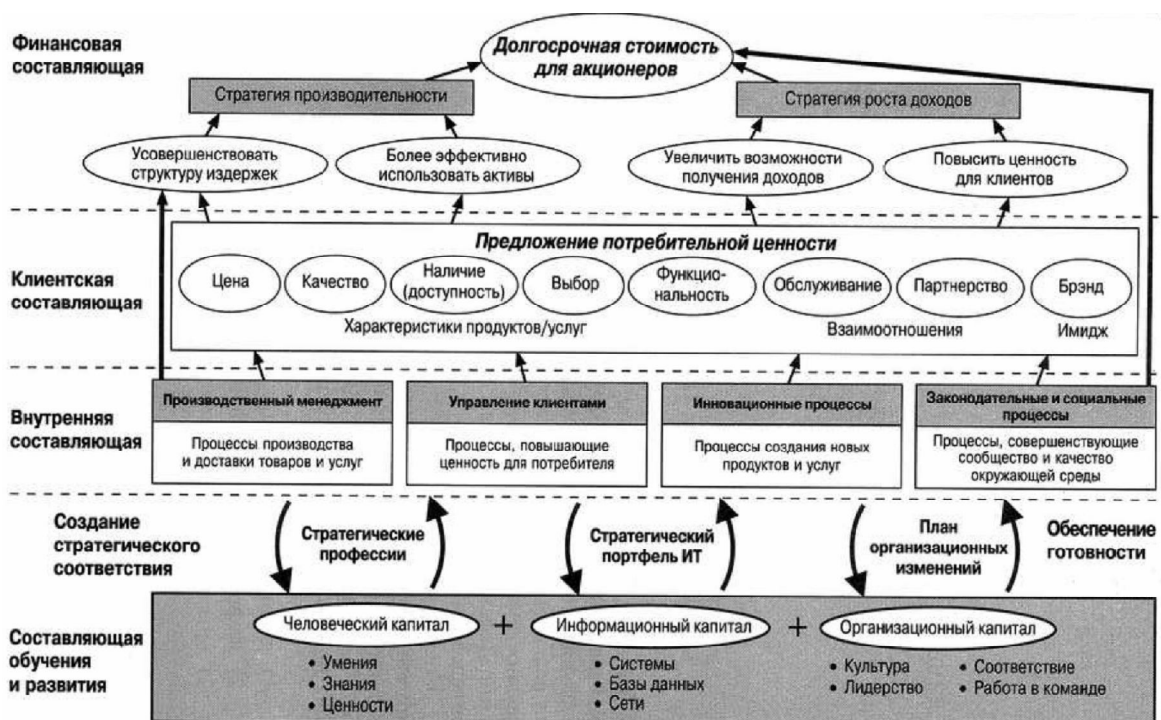 Финансовая
составляющая
Долгосрочная стоимость
для акционеров
Стратегия производительности
Стратегия роста доходов
Усовершенствовать
структуру издержек
Более эффективно
использовать активы
Увеличить возможности
получения доходов
Повысить ценность
для клиентов
Клиентская
составляющая
Предложение потребительной ценности
Цена
Качество
Наличие
(доступность)
Выбор
Функцио-
нальность
Обслуживание
Партнерство
Брэнд
Характеристики продуктов/услуг
Взаимоотношения
Имидж
Внутренняя
составляющая
Производственный менеджмент
Процессы производства
и доставки товаров и услуг
Управление клиентами
Процессы, повышающие
ценность для потребителя
Инновационные процессы
Процессы создания новых
продуктов и услуг
Законодательные и социальные
процессы
Процессы, совершенствующие
сообщество и качество
окружающей среды
Создание
стратегического
соответствия
Стратегические
профессии
Стратегический
портфель ИТ
План
организационных
изменений
Обеспечение
готовности
Составляющая
обучения
и развития
Человеческий капитал
+
Информационный капитал
+
Организационный капитал
• Умения
• Знания
• Ценности
• Системы
• Базы данных
• Сети
• Культура
• Лидерство
• Соответствие
• Работа в команде